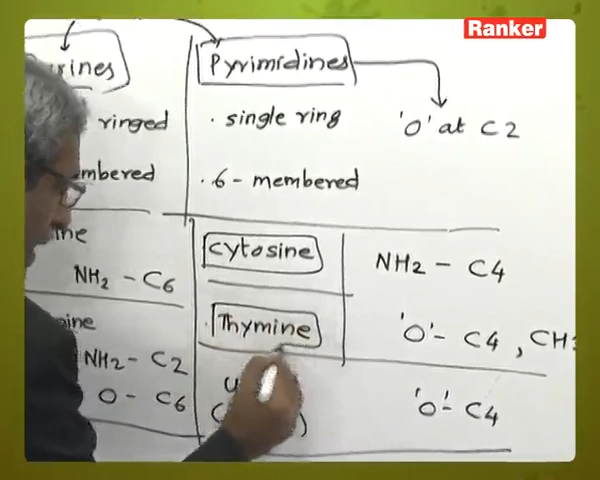 Ranker
Pyrimidines
ringed . single ring 'O' at C2
. 6 - membered
Cytosine NH2 - C4
NH2 - C6
Thymine 'O' - C4 , CH3
NH2 - C2
O - C6 'O' - C4